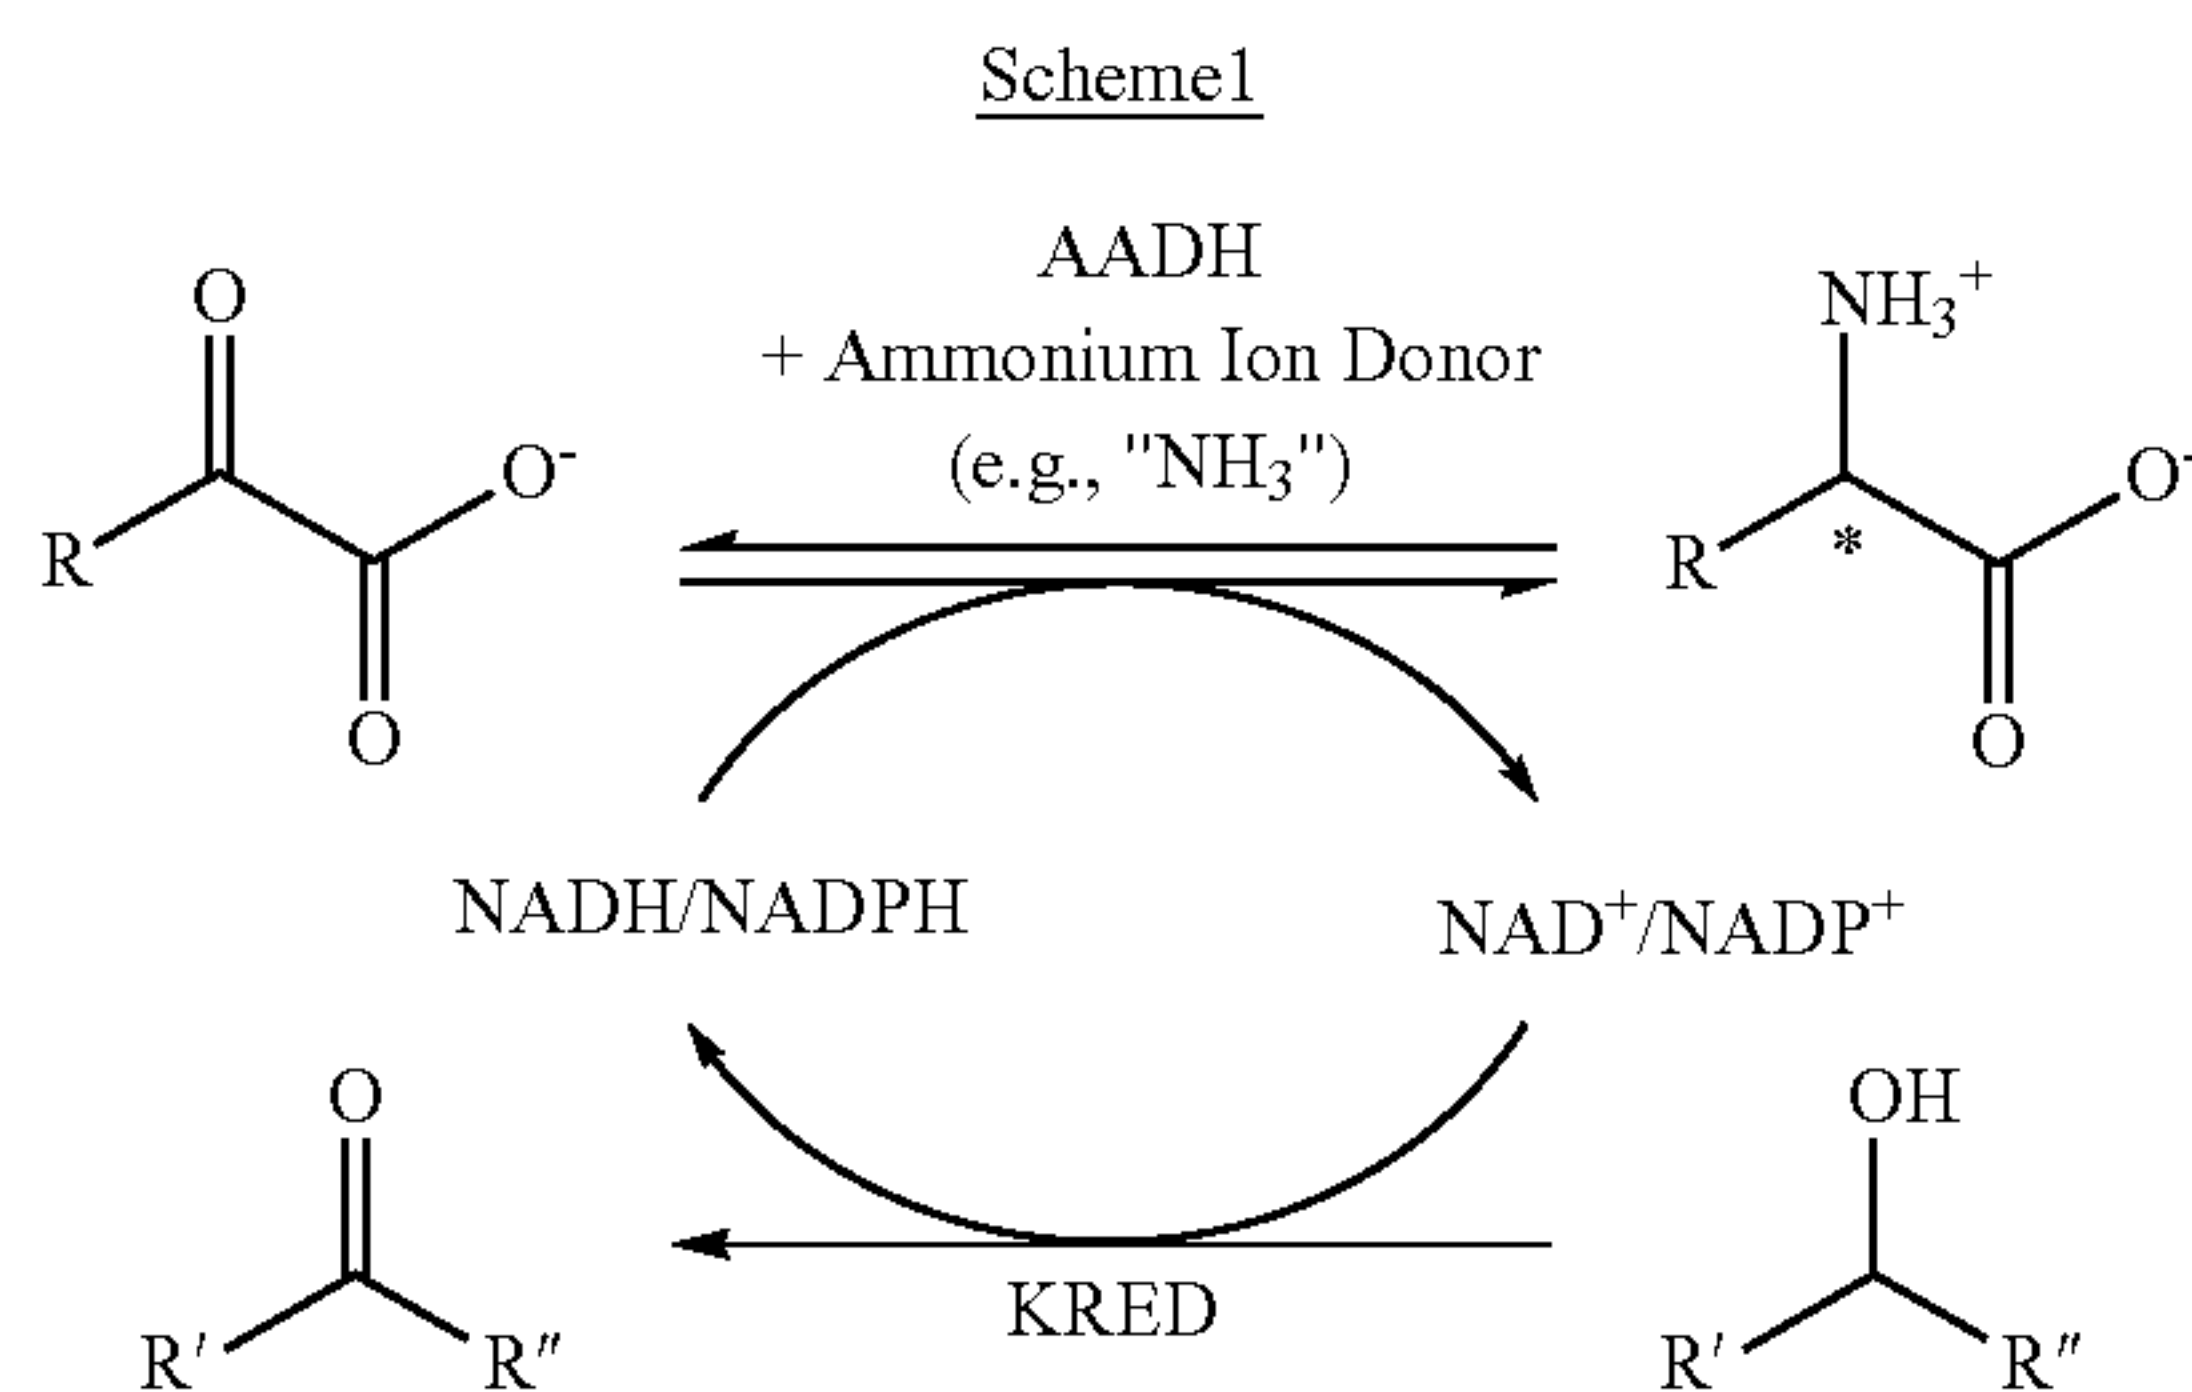 Scheme1
AADH
+ Ammonium Ion Donor
(e.g., "NH₃")
O
O⁻
R
O
NH₃⁺
O⁻
R
*
O
NADH/NADPH
NAD⁺/NADP⁺
O
R′
R″
KRED
OH
R′
R″